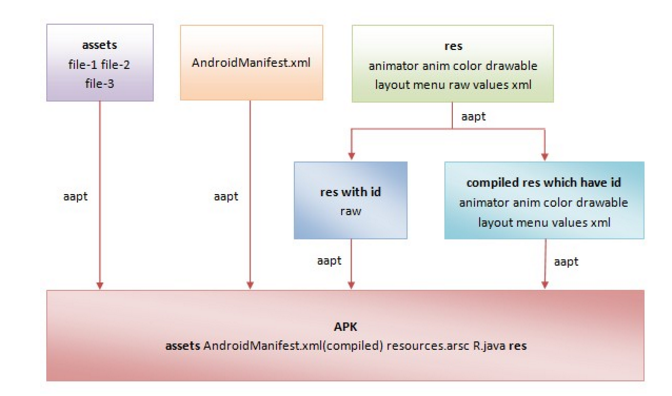 assets
file-1 file-2
file-3
AndroidManifest.xml
res
animator anim color drawable
layout menu raw values xml
aapt
aapt
aapt
res with id
raw
compiled res which have id
animator anim color drawable
layout menu values xml
aapt
aapt
APK
assets AndroidManifest.xml(compiled) resources.arsc R.java res